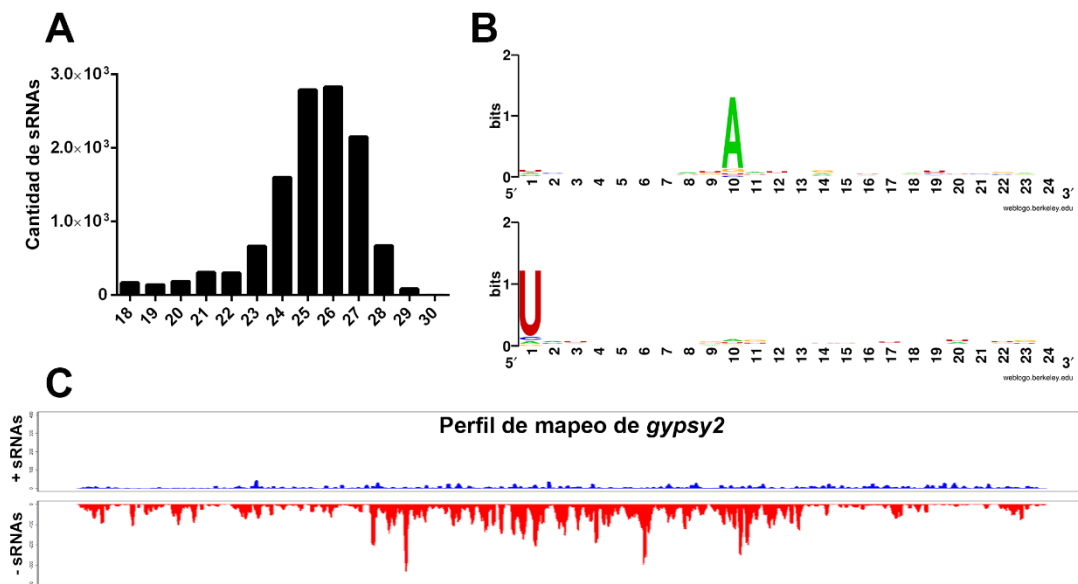 A
Cantidad de sRNAs
3.0×10³
2.0×10³
1.0×10³
0
18 19 20 21 22 23 24 25 26 27 28 29 30
B
2
bits
1
A
0
5′ 1 2 3 4 5 6 7 8 9 10 11 12 13 14 15 16 17 18 19 20 21 22 23 24 3′
weblogo.berkeley.edu
2
bits
1
U
0
5′ 1 2 3 4 5 6 7 8 9 10 11 12 13 14 15 16 17 18 19 20 21 22 23 24 3′
weblogo.berkeley.edu
C
Perfil de mapeo de gypsy2
+ sRNAs
- sRNAs